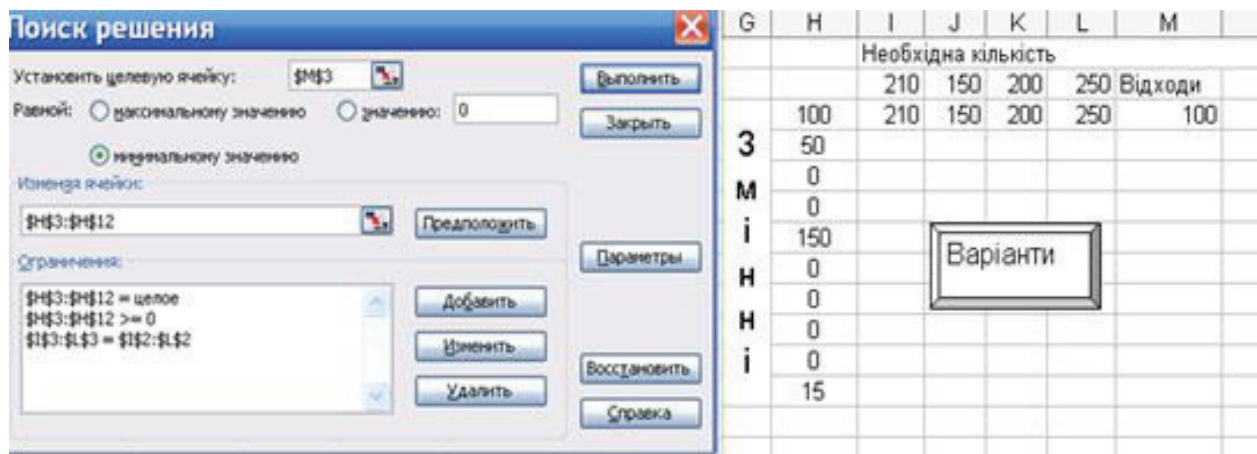 Поиск решения
Установить целевую ячейку: $M$3
Выполнить
Равной: максимальному значению значению: 0
Закрыть
минимальному значению
Изменяя ячейки:
$H$3:$H$12
Предположить
Ограничения:
Параметры
$H$3:$H$12 = целое
$H$3:$H$12 >= 0
$I$3:$L$3 = $I$2:$L$2
Добавить
Изменить
Удалить
Восстановить
Справка
G H I J K L M
Необхідна кількість
210 150 200 250 Відходи
100 210 150 200 250 100
Змінні
50
0
0
150
0
0
0
0
15
Варіанти